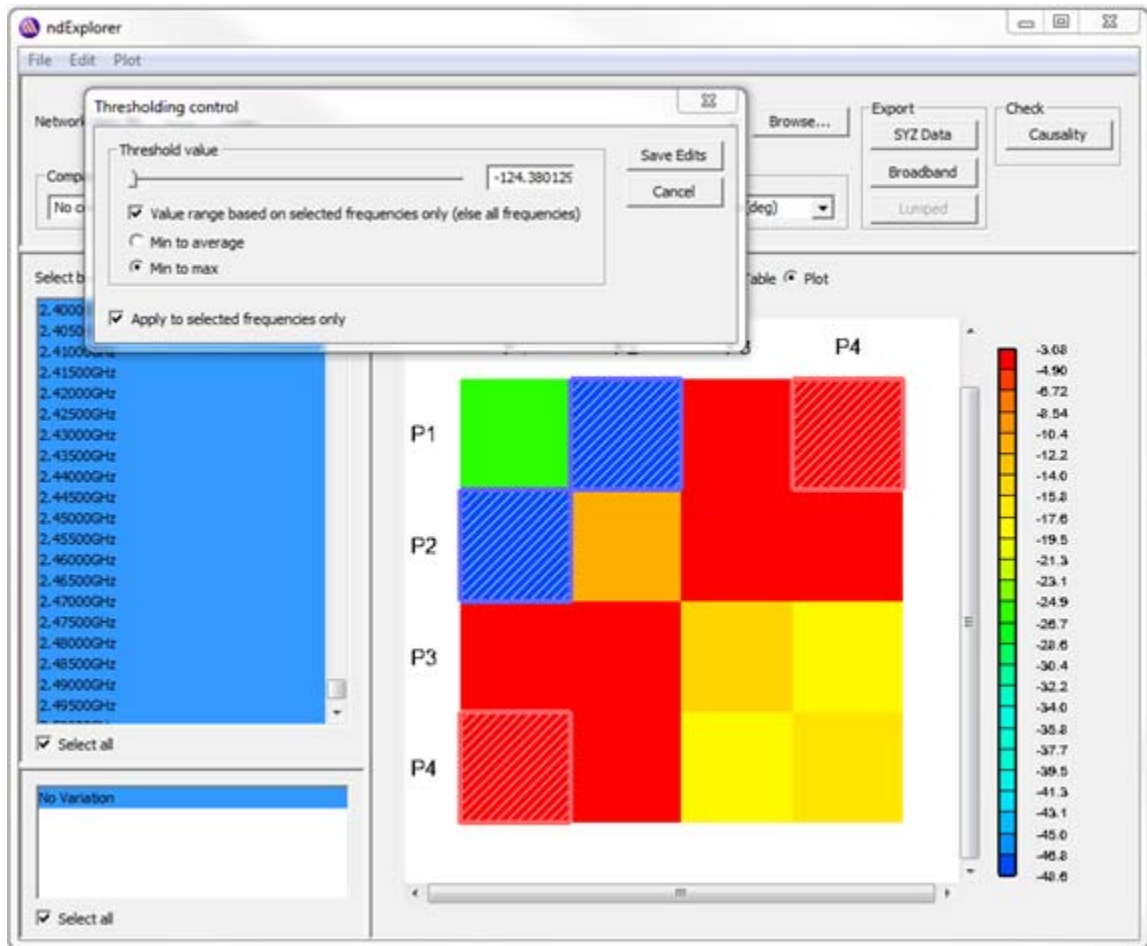 ndExplorer
File Edit Plot
Thresholding control
Network
Browse...
Export
Check
Threshold value
Save Edits
SYZ Data
Causality
-124.380129
Cancel
Broadband
Value range based on selected frequencies only (else all frequencies)
(deg)
Lumped
Min to average
Min to max
Select b
Plot
Apply to selected frequencies only
2.41000GHz
2.41500GHz
2.42000GHz
2.42500GHz
2.43000GHz
2.43500GHz
2.44000GHz
2.44500GHz
2.45000GHz
2.45500GHz
2.46000GHz
2.46500GHz
2.47000GHz
2.47500GHz
2.48000GHz
2.48500GHz
2.49000GHz
2.49500GHz
Select all
No Variation
Select all
P4
P1
P2
P3
P4
-3.08
-4.90
-6.72
-8.54
-10.4
-12.2
-14.0
-15.8
-17.6
-19.5
-21.3
-23.1
-24.9
-26.7
-28.6
-30.4
-32.2
-34.0
-35.8
-37.7
-39.5
-41.3
-43.1
-45.0
-46.8
-48.6